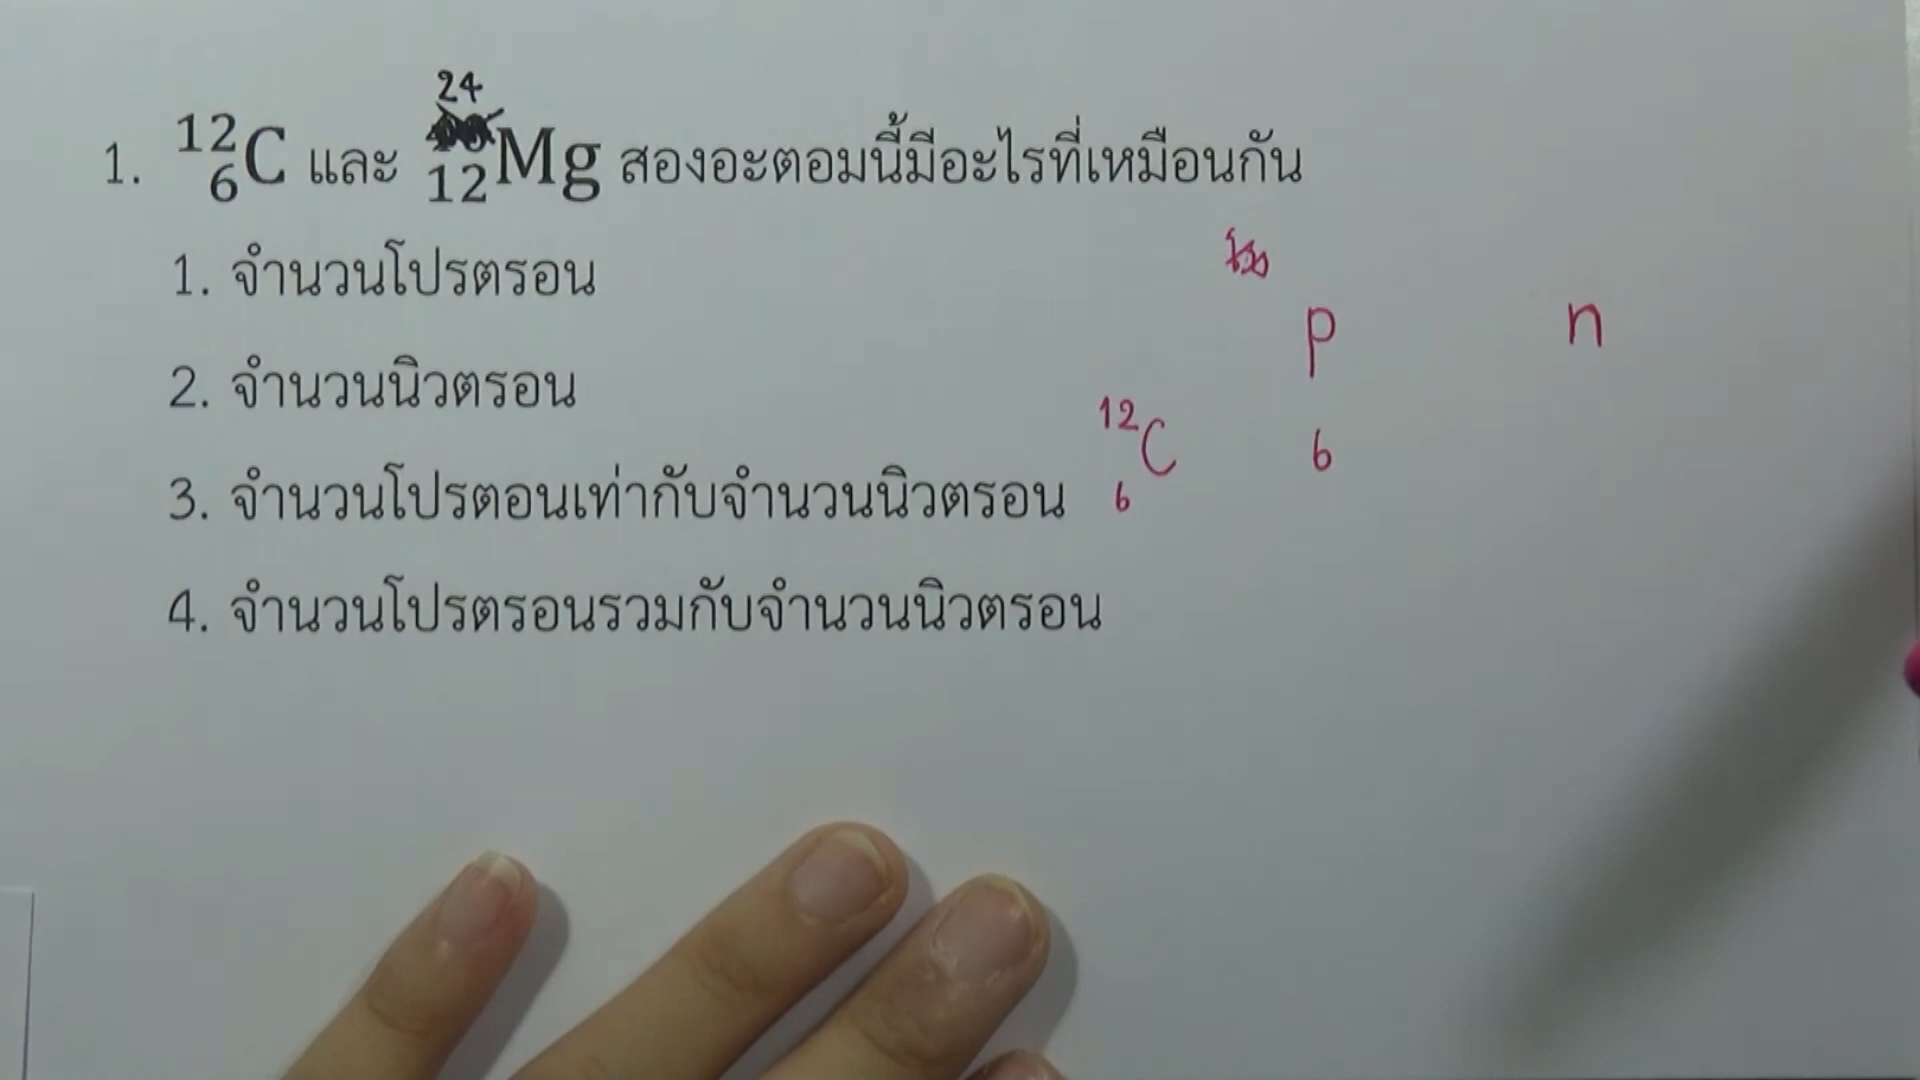 24
1. ¹²₆C และ ₁₂Mg สองอะตอมนี้มีอะไรที่เหมือนกัน
1. จำนวนโปรตรอน
2. จำนวนนิวตรอน
3. จำนวนโปรตอนเท่ากับจำนวนนิวตรอน
4. จำนวนโปรตรอนรวมกับจำนวนนิวตรอน
p n
¹²₆C 6